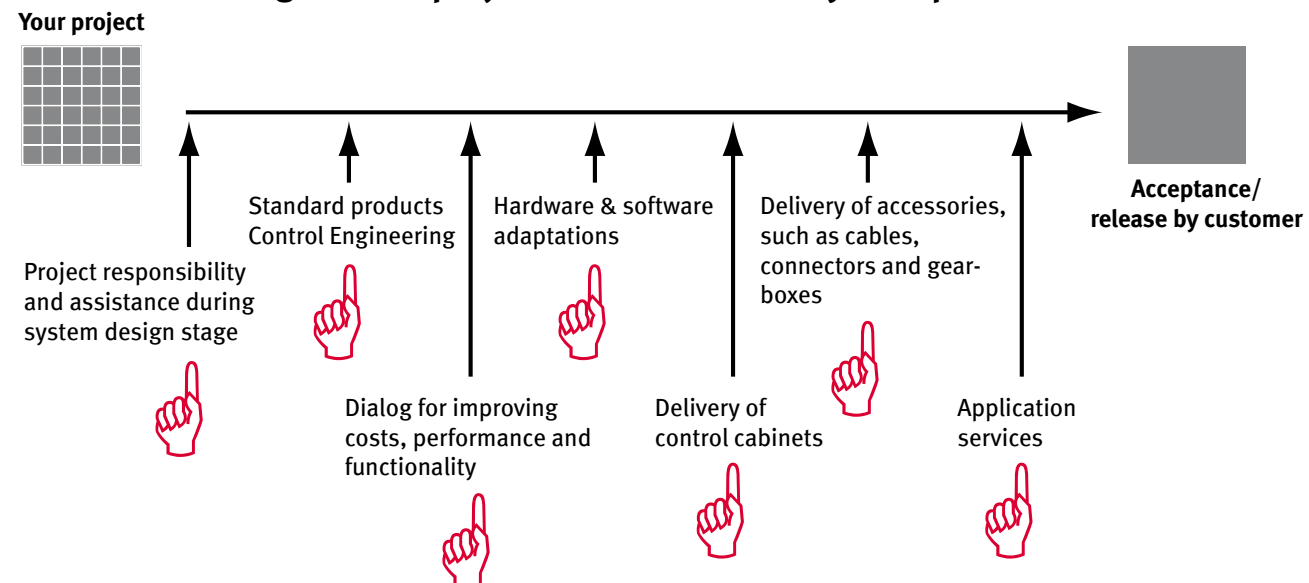 Your project
Standard products
Control Engineering
Hardware & software
adaptations
Delivery of accessories,
such as cables,
connectors and gear-
boxes
Acceptance/
release by customer
Project responsibility
and assistance during
system design stage
Dialog for improving
costs, performance and
functionality
Delivery of
control cabinets
Application
services